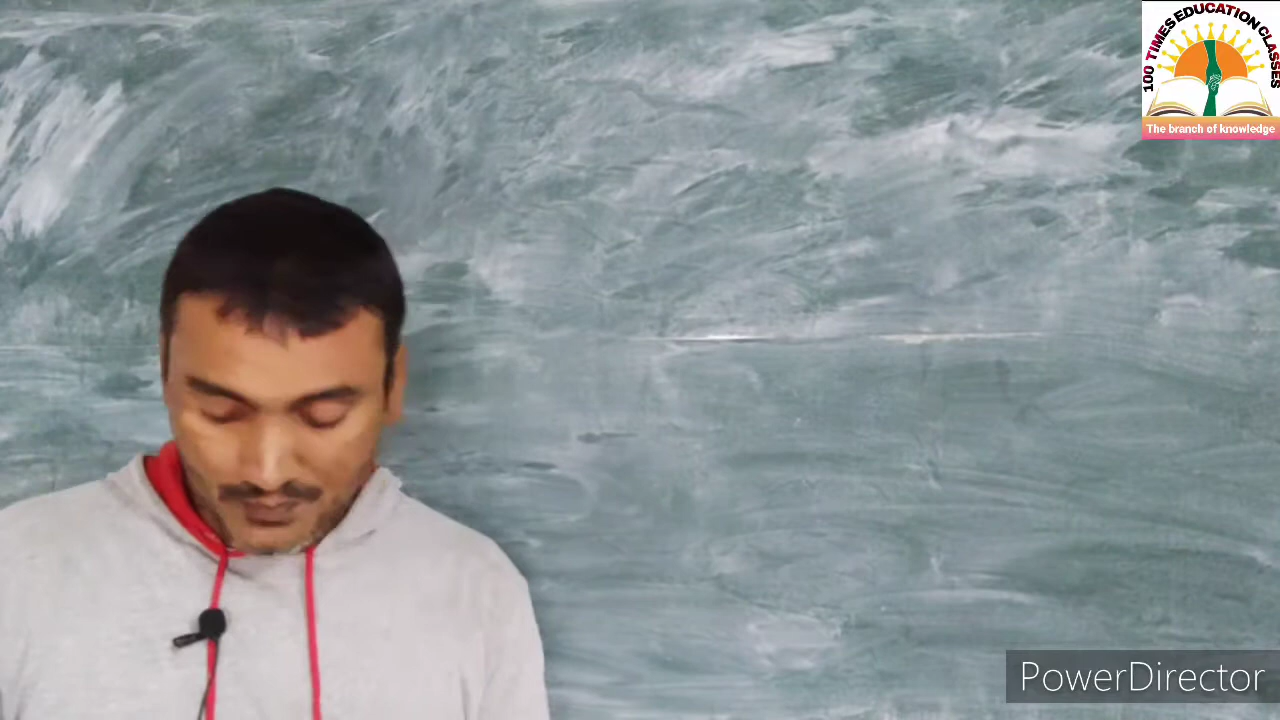 100 TIMES EDUCATION CLASSES
The branch of knowledge
PowerDirector